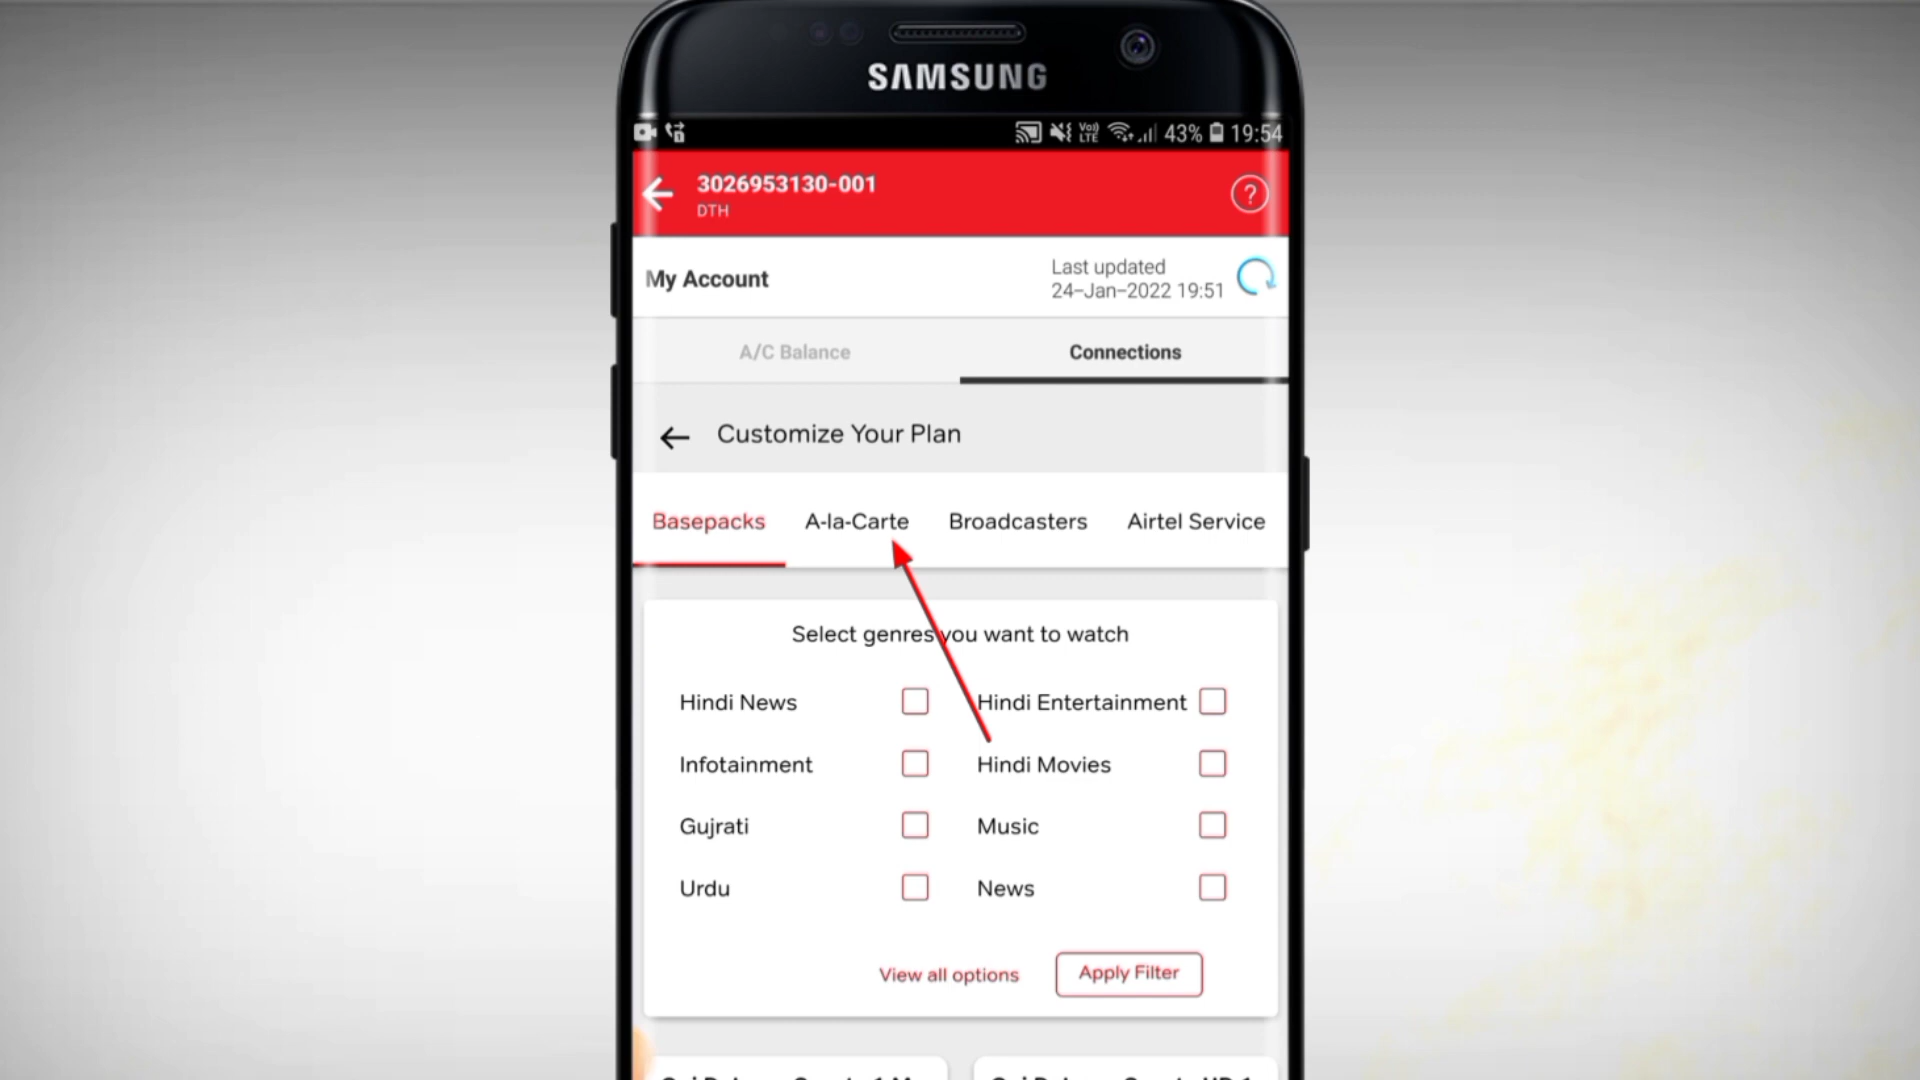 SAMSUNG
Vo))
LTE
43% 19:54
3026953130-001
DTH
?
My Account
Last updated
24-Jan-2022 19:51
A/C Balance
Connections
Customize Your Plan
Basepacks
A-la-Carte
Broadcasters
Airtel Service
Select genres you want to watch
Hindi News
Hindi Entertainment
Infotainment
Hindi Movies
Gujrati
Music
Urdu
News
View all options
Apply Filter